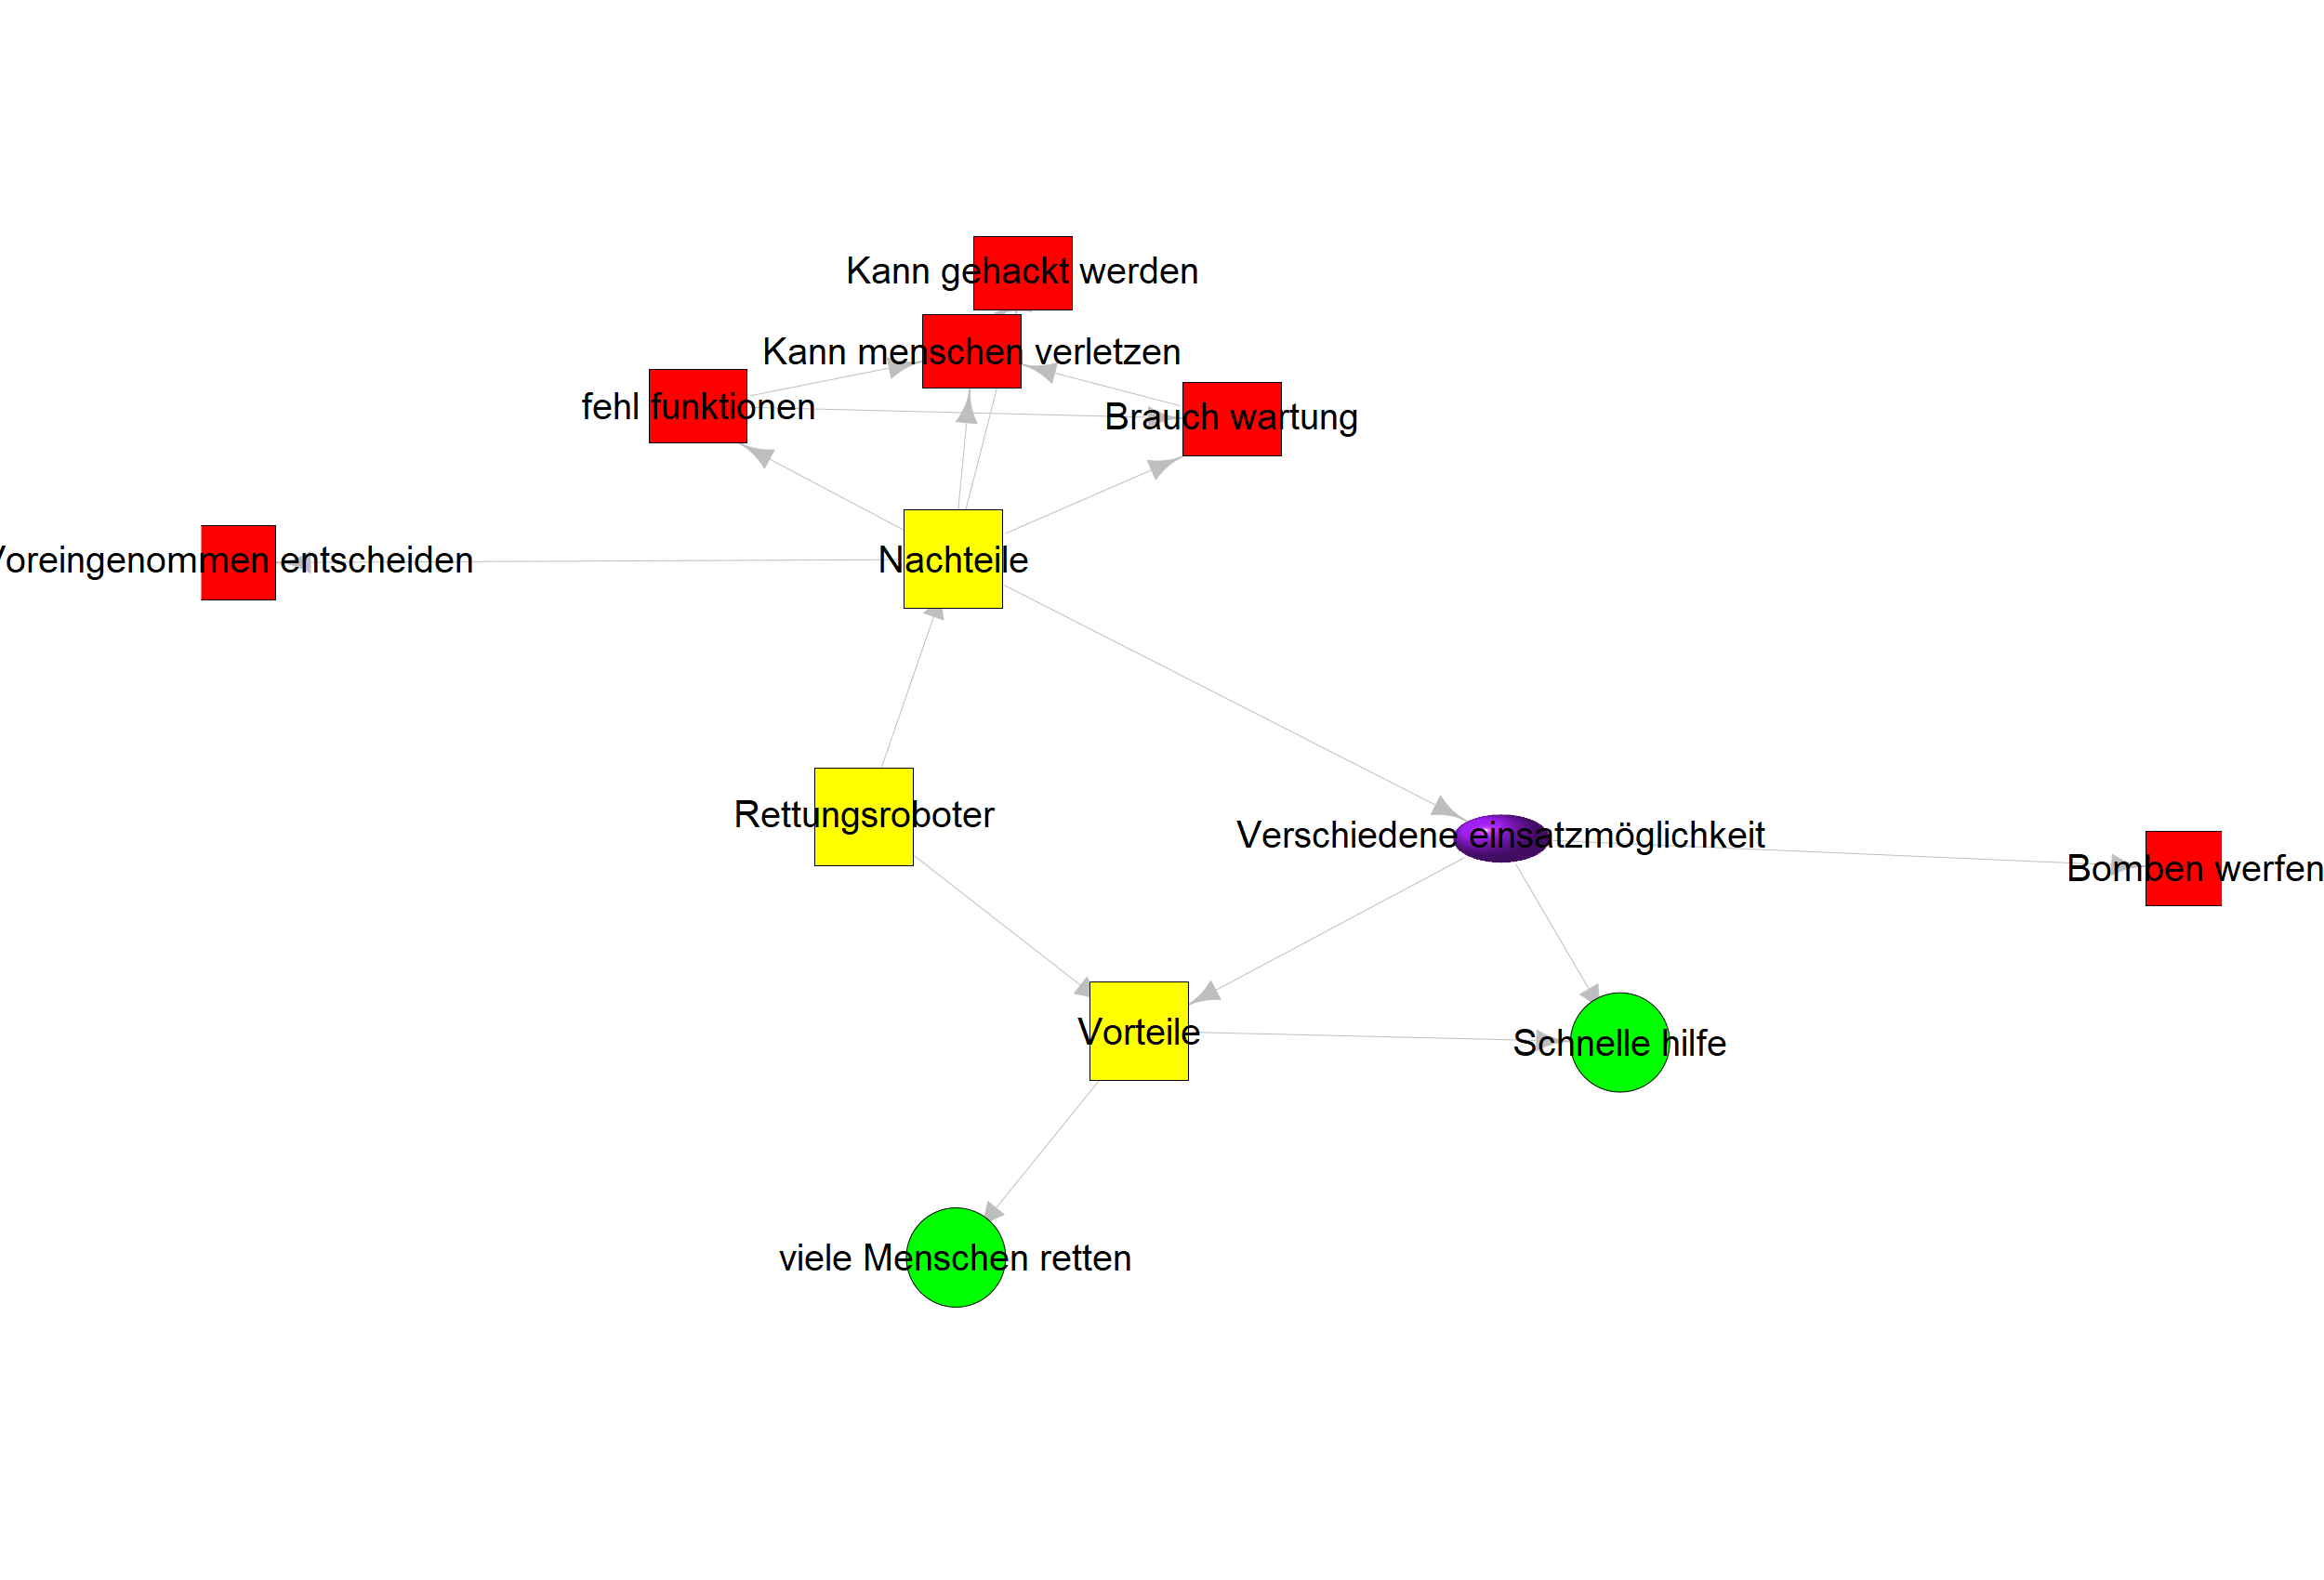 Kann gehackt werden
Kann menschen verletzen
fehl funktionen
Brauch wartung
Voreingenommen entscheiden
Nachteile
Rettungsroboter
Verschiedene einsatzmöglichkeit
Bomben werfen
Vorteile
Schnelle hilfe
viele Menschen retten